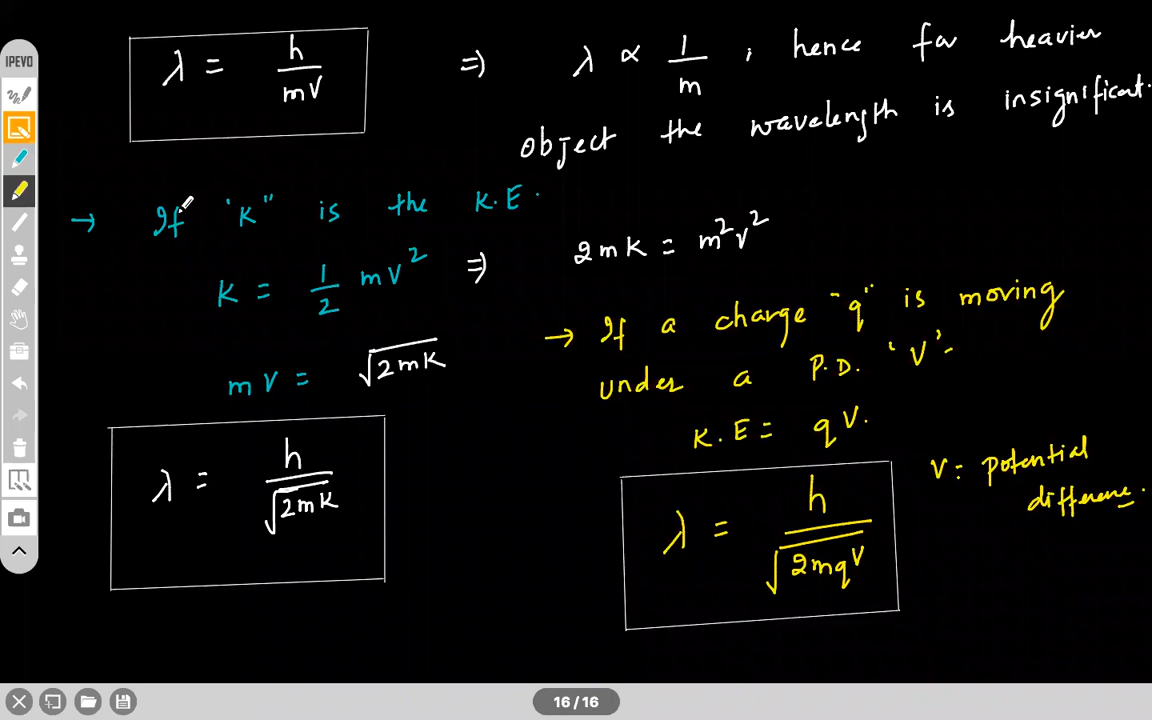 IPEVO
λ = h/mV ⇒ λ ∝ 1/m , hence for heavier
object the wavelength is insignificant.
→ If "K" is the K.E.
K = 1/2 mV² ⇒ 2mK = m²v²
mV = √2mK
λ = h/√2mK
→ If a charge "q" is moving
under a P.D. 'V'-
K.E = qV.
V: potential
difference.
λ = h/√2mqV
16/16